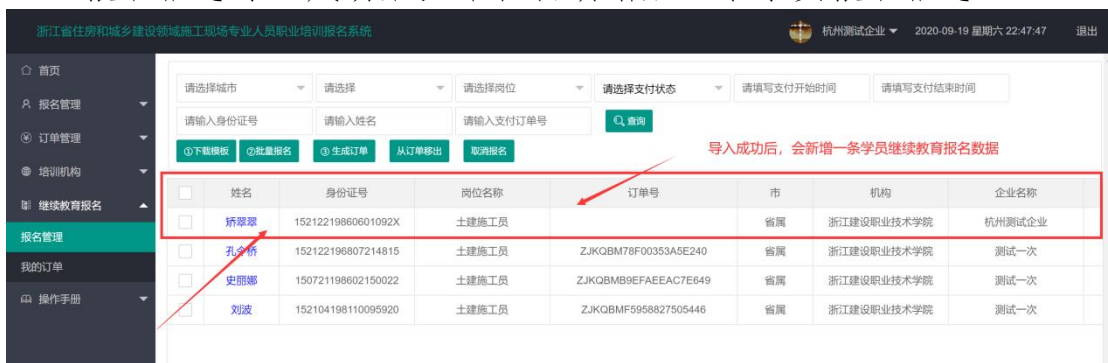 浙江省住房和城乡建设领域施工现场专业人员职业培训报名系统 杭州测试企业 2020-09-19 星期六 22:47:47 退出
首页
报名管理
订单管理
培训机构
继续教育报名
报名管理
我的订单
操作手册
请选择城市 请选择 请选择岗位 请选择支付状态 请填写支付开始时间 请填写支付结束时间
请输入身份证号 请输入姓名 请输入支付订单号 查询
①下载模板 ②批量报名 ③生成订单 从订单移出 取消报名
导入成功后，会新增一条学员继续教育报名数据
姓名 身份证号 岗位名称 订单号 市 机构 企业名称
矫翠翠 15212219860601092X 土建施工员 省属 浙江建设职业技术学院 杭州测试企业
孔令桥 152122196807214815 土建施工员 ZJKQBM78F00353A5E240 省属 浙江建设职业技术学院 测试一次
史丽娜 150721198602150022 土建施工员 ZJKQBMB9EFAEEAC7E649 省属 浙江建设职业技术学院 测试一次
刘波 152104198110095920 土建施工员 ZJKQBMF5958827505446 省属 浙江建设职业技术学院 测试一次